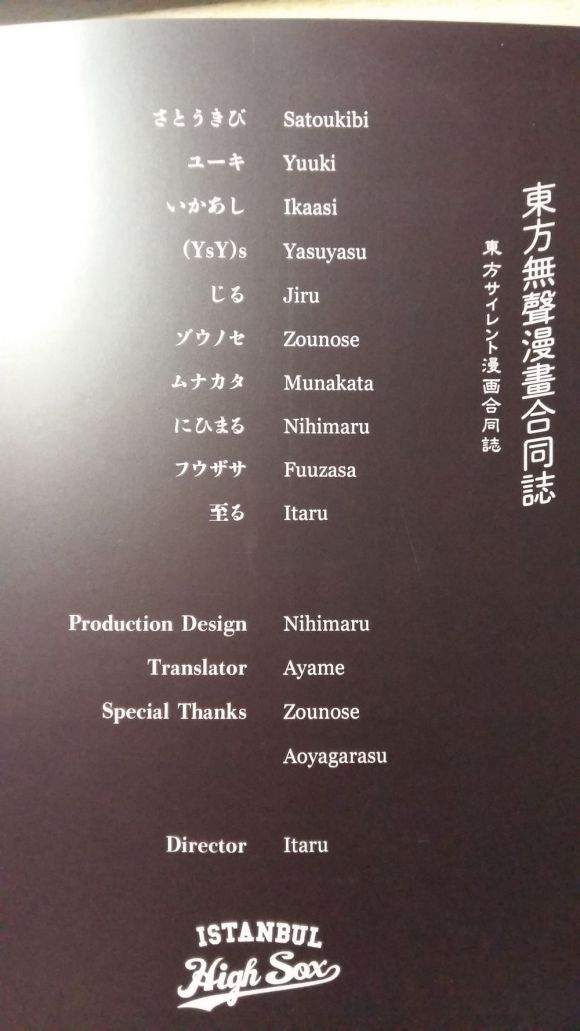 東方無聲漫畫合同誌
東方サイレント漫画合同誌
さとうきび Satoukibi
ユーキ Yuuki
いかあし Ikaasi
(YsY)s Yasuyasu
じる Jiru
ゾウノセ Zounose
ムナカタ Munakata
にひまる Nihimaru
フウザサ Fuuzasa
至る Itaru
Production Design Nihimaru
Translator Ayame
Special Thanks Zounose
Aoyagarasu
Director Itaru
ISTANBUL
High Sox